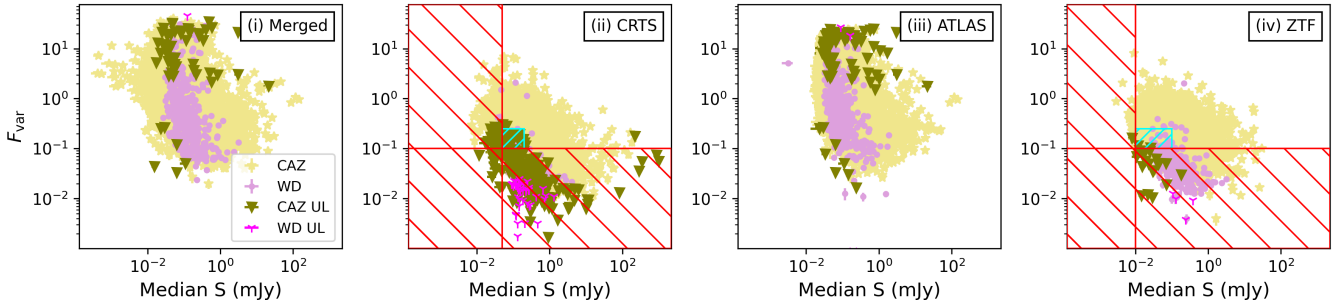 (i) Merged
(ii) CRTS
(iii) ATLAS
(iv) ZTF
F_var
10^1
10^0
10^-1
10^-2
10^1
10^0
10^-1
10^-2
10^1
10^0
10^-1
10^-2
10^1
10^0
10^-1
10^-2
CAZ
WD
CAZ UL
WD UL
10^-2 10^0 10^2
10^-2 10^0 10^2
10^-2 10^0 10^2
10^-2 10^0 10^2
Median S (mJy)
Median S (mJy)
Median S (mJy)
Median S (mJy)